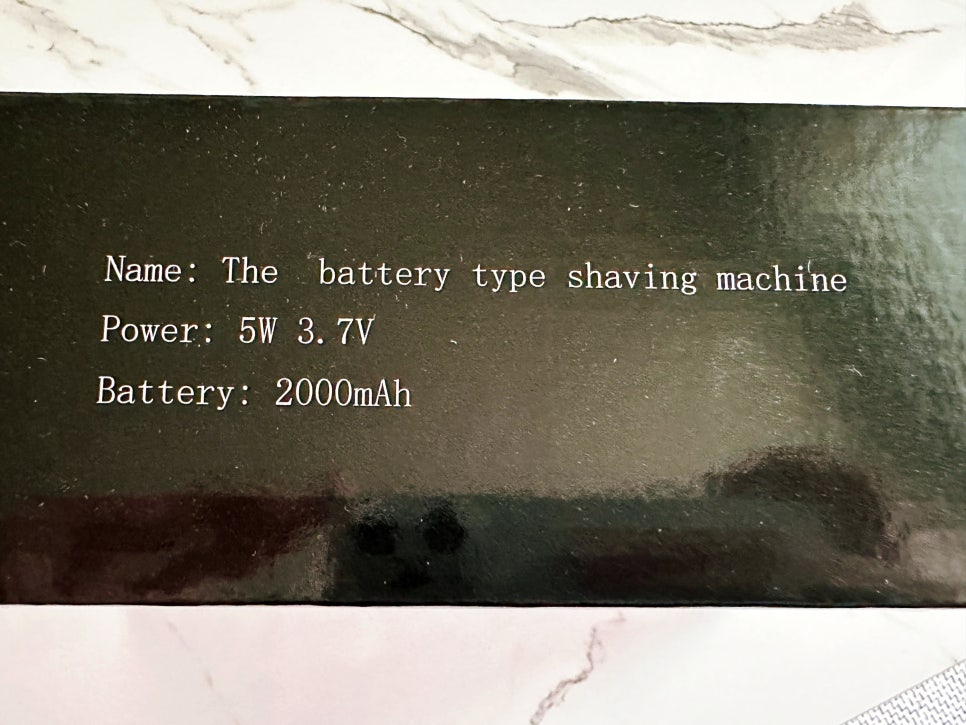 Name: The battery type shaving machine
Power: 5W 3.7V
Battery: 2000mAh